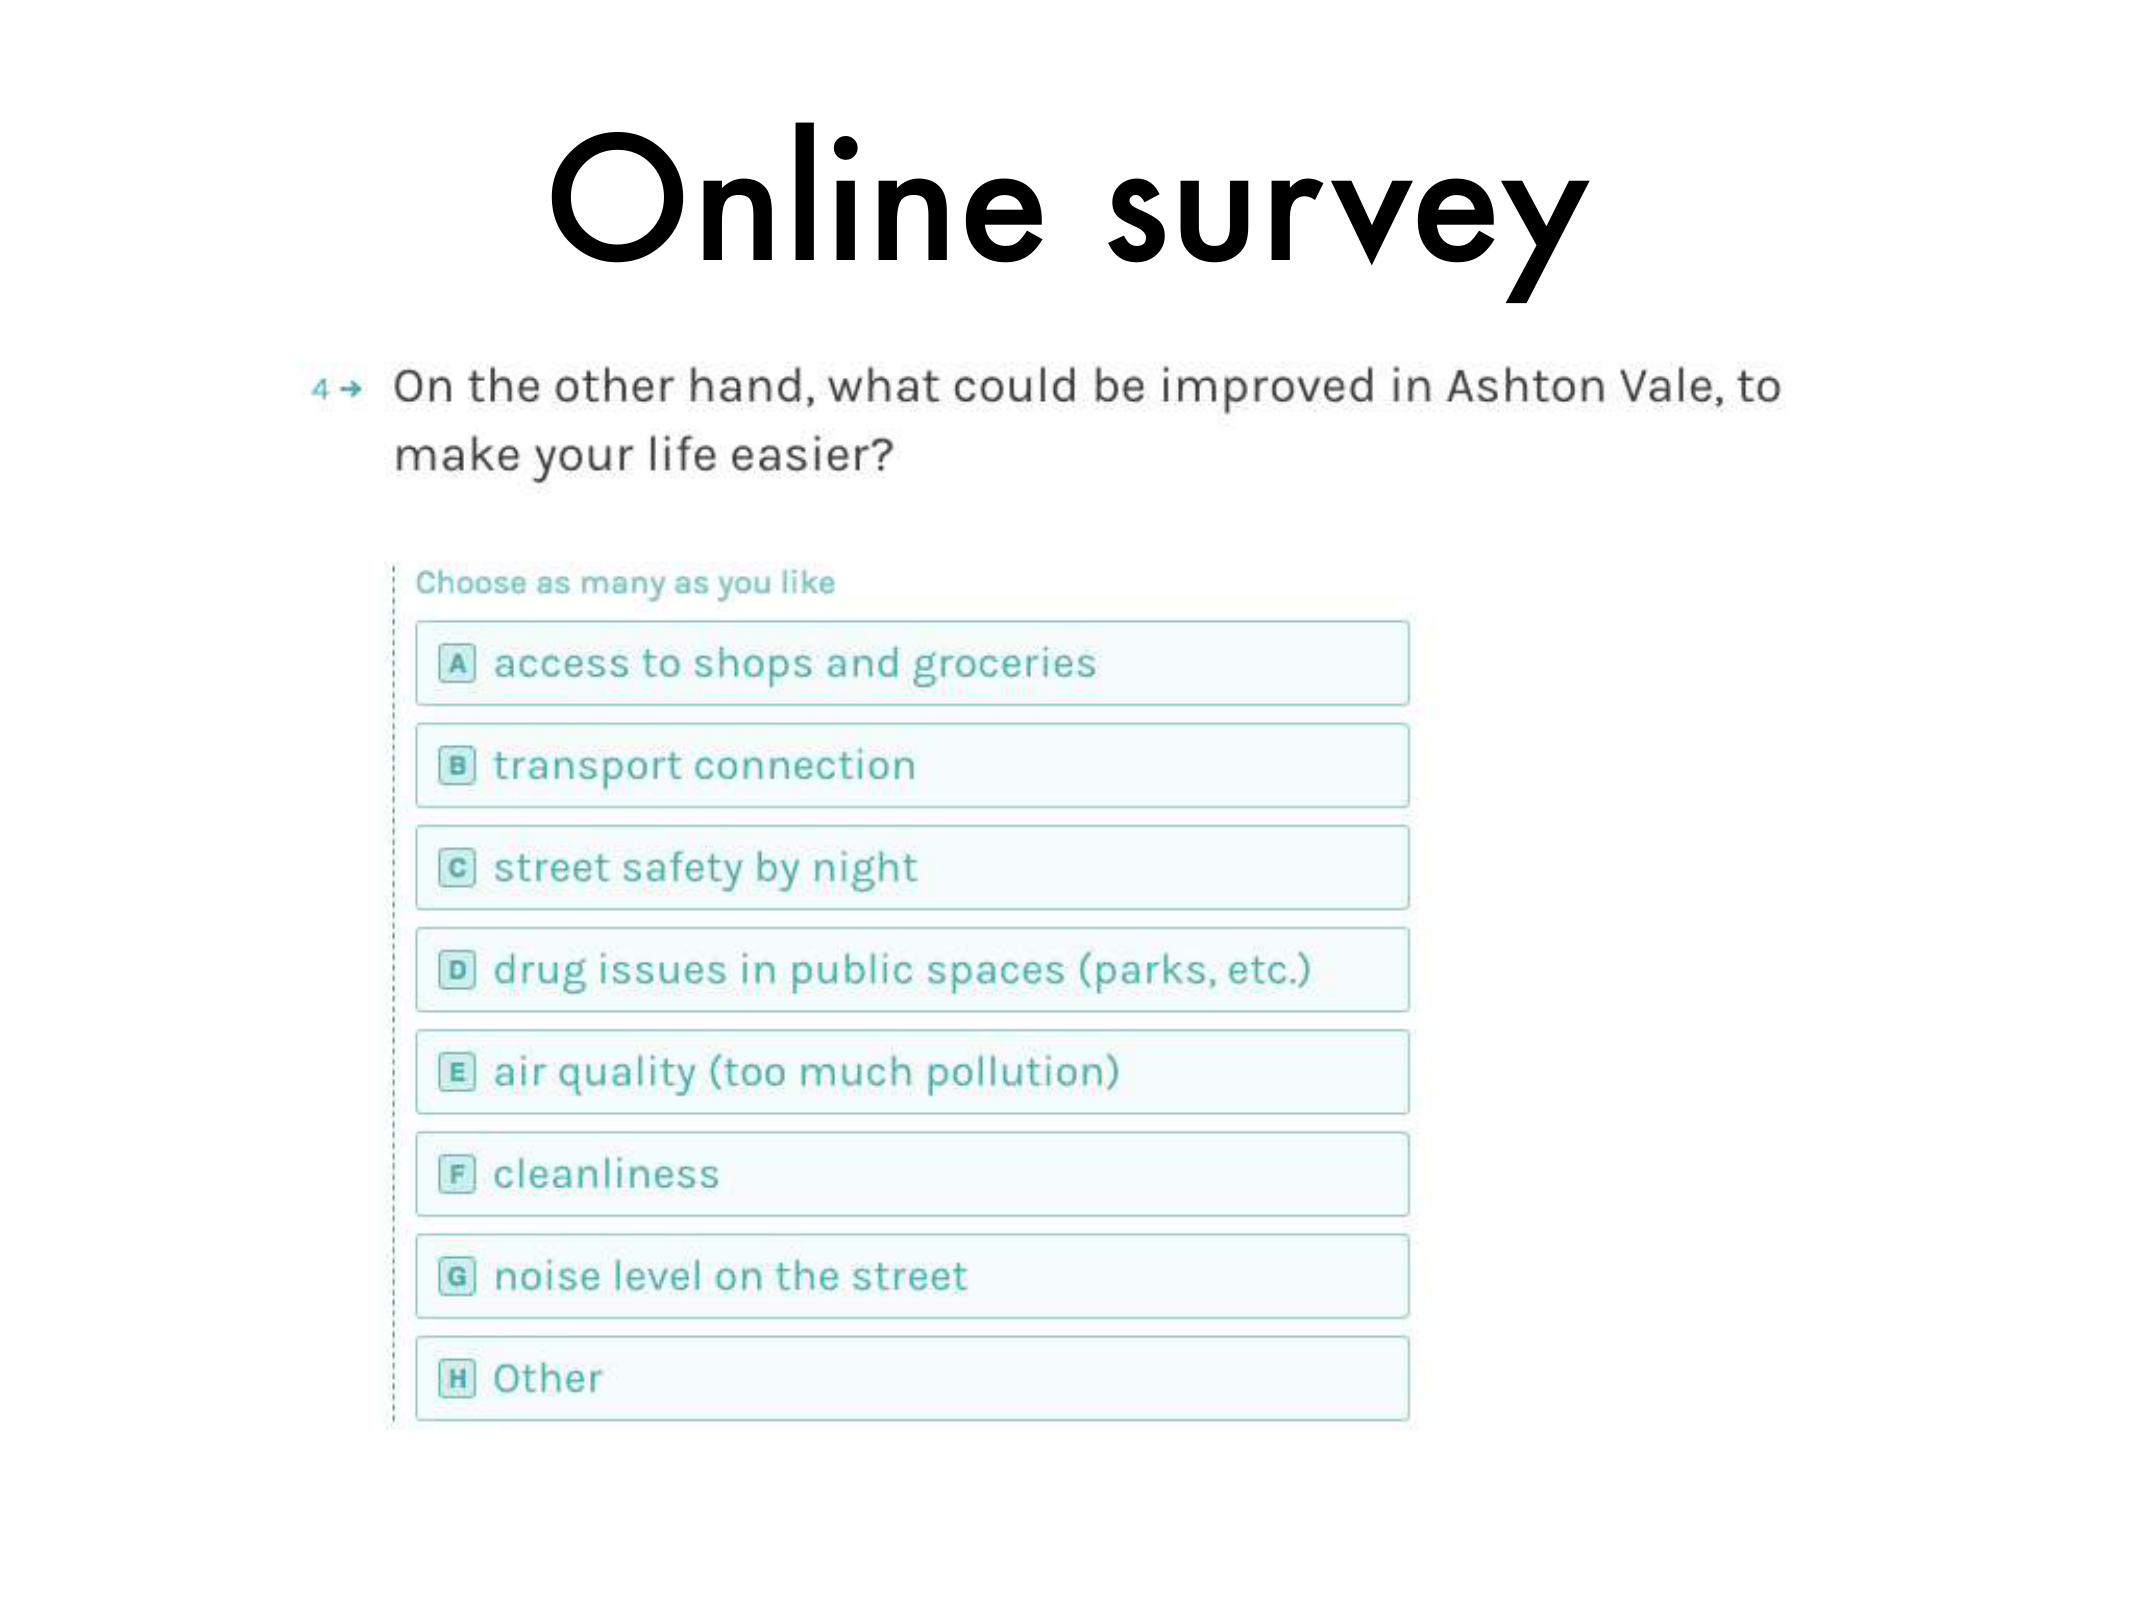 Online survey
4 → On the other hand, what could be improved in Ashton Vale, to
make your life easier?
Choose as many as you like
A access to shops and groceries
B transport connection
C street safety by night
D drug issues in public spaces (parks, etc.)
E air quality (too much pollution)
F cleanliness
G noise level on the street
H Other